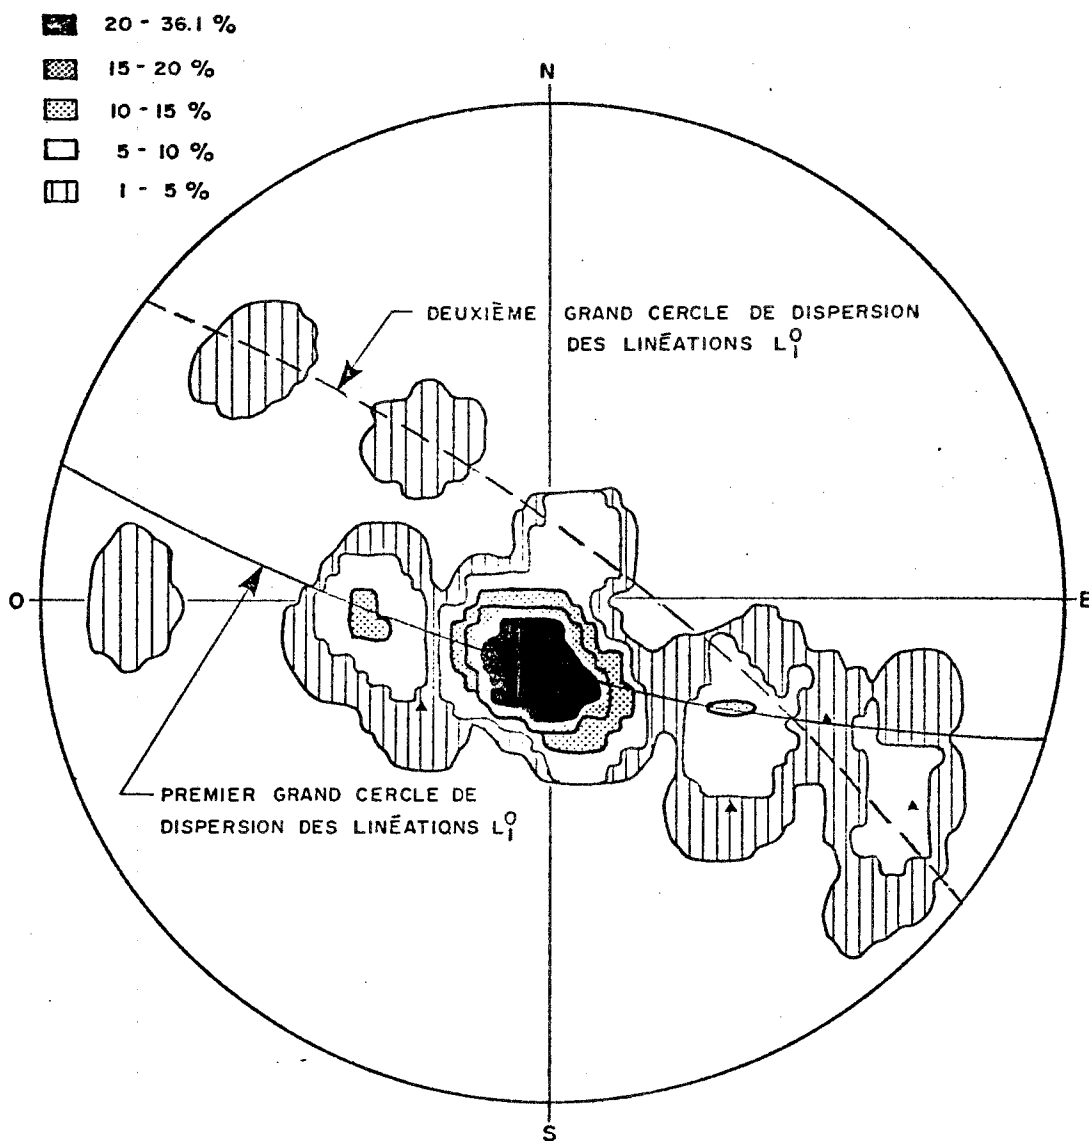 20 - 36.1 %
15 - 20 %
10 - 15 %
5 - 10 %
1 - 5 %
N
DEUXIÈME GRAND CERCLE DE DISPERSION
DES LINÉATIONS L₁⁰
O
E
PREMIER GRAND CERCLE DE
DISPERSION DES LINÉATIONS L₁⁰
S